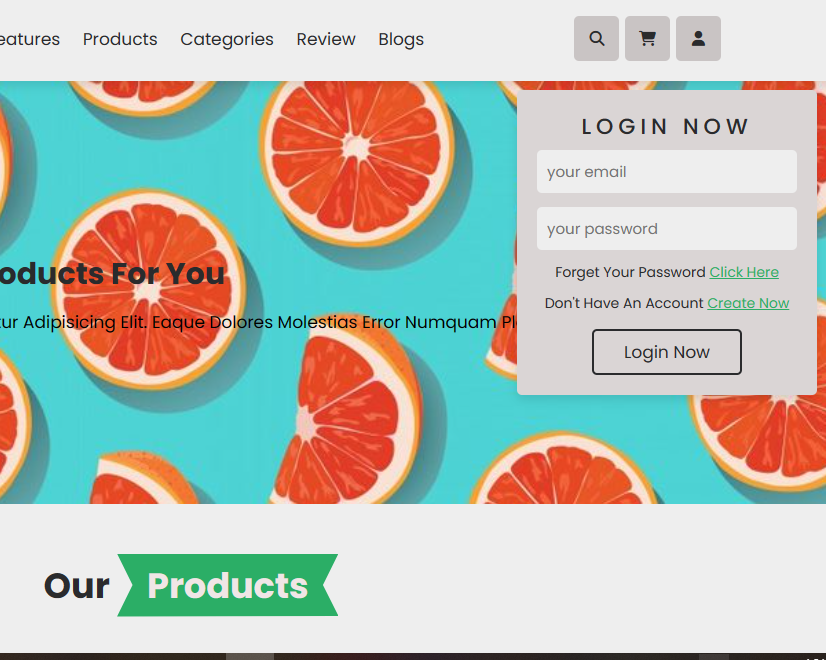 eatures Products Categories Review Blogs
LOGIN NOW
your email
your password
oducts For You
Forget Your Password Click Here
Don't Have An Account Create Now
tur Adipisicing Elit. Eaque Dolores Molestias Error Numquam Pl
Login Now
Our Products